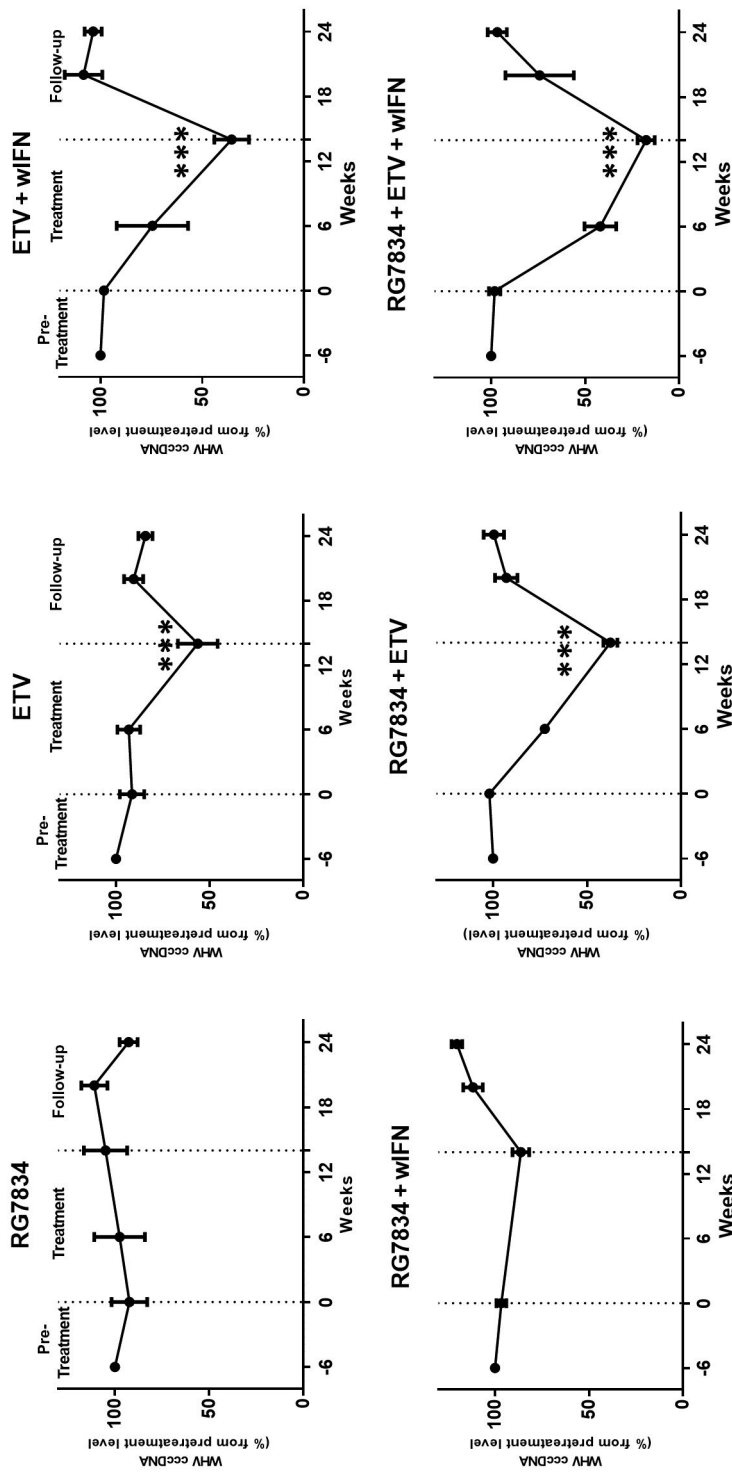 RG7834
Pre-
Treatment
Treatment
Follow-up
WHV cccDNA
(% from pretreatment level)
100
50
0
-6 0 6 12 18 24
Weeks
ETV
Pre-
Treatment
Treatment
Follow-up
WHV cccDNA
(% from pretreatment level)
100
50
0
***
-6 0 6 12 18 24
Weeks
ETV + wIFN
Pre-
Treatment
Treatment
Follow-up
WHV cccDNA
(% from pretreatment level
100
50
0
***
-6 0 6 12 18 24
Weeks
RG7834 + wIFN
WHV cccDNA
(% from pretreatment level)
100
50
0
-6 0 6 12 18 24
Weeks
RG7834 + ETV
WHV cccDNA
(% from pretreatment level)
100
50
0
***
-6 0 6 12 18 24
Weeks
RG7834 + ETV + wIFN
WHV cccDNA
(% from pretreatment level
100
50
0
***
-6 0 6 12 18 24
Weeks